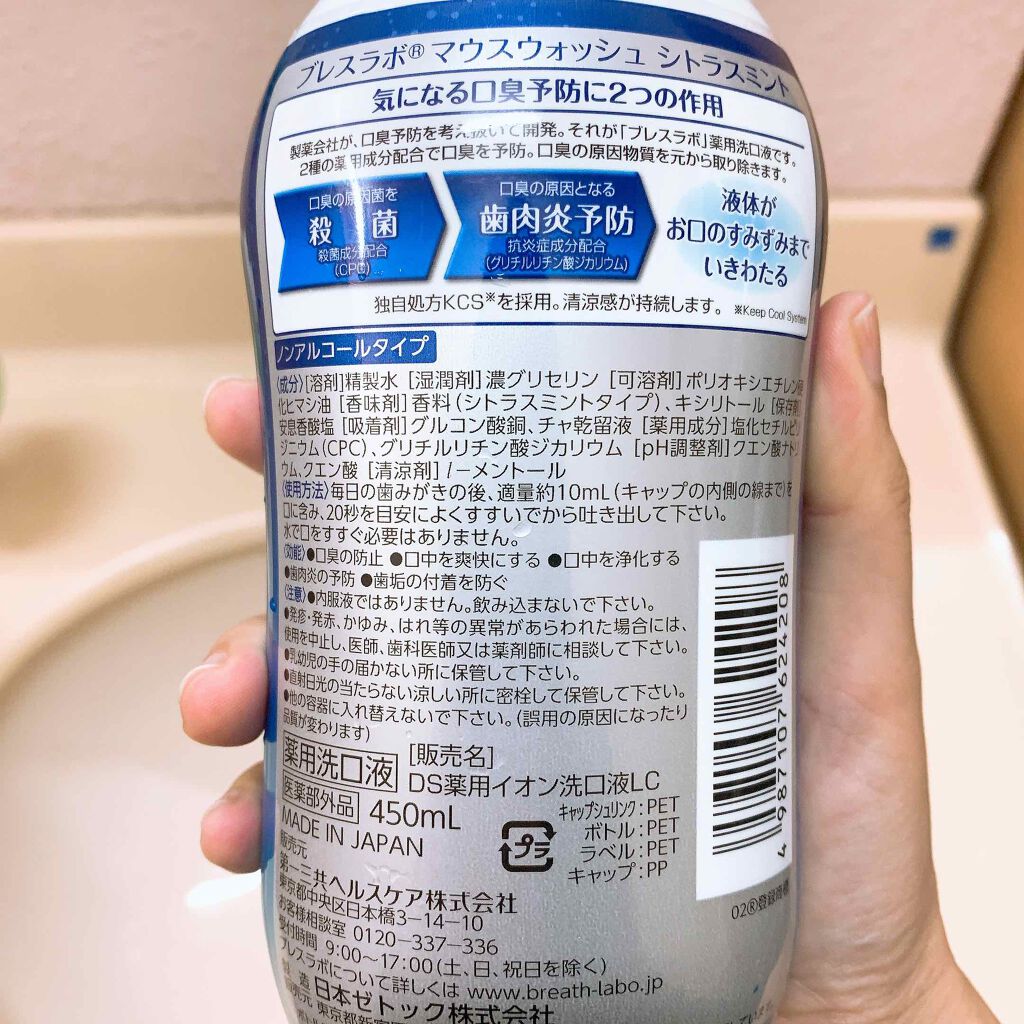 ブレスラボ® マウスウォッシュ シトラスミント
気になる口臭予防に2つの作用
製薬会社が、口臭予防を考え抜いて開発。それが「ブレスラボ」薬用洗口液です。
2種の薬用成分配合で口臭を予防。口臭の原因物質を元から取り除きます。
口臭の原因菌を
殺菌
殺菌成分配合
(CPC)
口臭の原因となる
歯肉炎予防
抗炎症成分配合
(グリチルリチン酸ジカリウム)
液体が
お口のすみずみまで
いきわたる
独自処方KCS※を採用。清涼感が持続します。 ※Keep Cool System
ノンアルコールタイプ
〈成分〉[溶剤]精製水 [湿潤剤]濃グリセリン [可溶剤]ポリオキシエチレン硬
化ヒマシ油 [香味剤]香料(シトラスミントタイプ)、キシリトール [保存剤]
安息香酸塩 [吸着剤]グルコン酸銅、チャ乾留液 [薬用成分]塩化セチルピリ
ジニウム(CPC)、グリチルリチン酸ジカリウム [pH調整剤]クエン酸ナトリ
ウム、クエン酸 [清涼剤]l-メントール
〈使用方法〉毎日の歯みがきの後、適量約10mL(キャップの内側の線まで)を
口に含み、20秒を目安によくすすいでから吐き出して下さい。
水で口をすすぐ必要はありません。
〈効能〉●口臭の防止 ●口中を爽快にする ●口中を浄化する
●歯肉炎の予防 ●歯垢の付着を防ぐ
〈注意〉●内服液ではありません。飲み込まないで下さい。
●発疹・発赤、かゆみ、はれ等の異常があらわれた場合には、
使用を中止し、医師、歯科医師又は薬剤師に相談して下さい。
●乳幼児の手の届かない所に保管して下さい。
●直射日光の当たらない涼しい所に密栓して保管して下さい。
●他の容器に入れ替えないで下さい。(誤用の原因になったり
品質が変わります)
薬用洗口液
[販売名]
DS薬用イオン洗口液LC
医薬部外品 450mL
MADE IN JAPAN
プラ
キャップシュリンク:PET
ボトル:PET
ラベル:PET
キャップ:PP
4987107624208
02®登録商標
販売元
第一三共ヘルスケア株式会社
東京都中央区日本橋3-14-10
お客様相談室 0120-337-336
受付時間 9:00~17:00(土、日、祝日を除く)
ブレスラボについて詳しくは www.breath-labo.jp
製造
日本ゼトック株式会社
販売元 東京都新宿